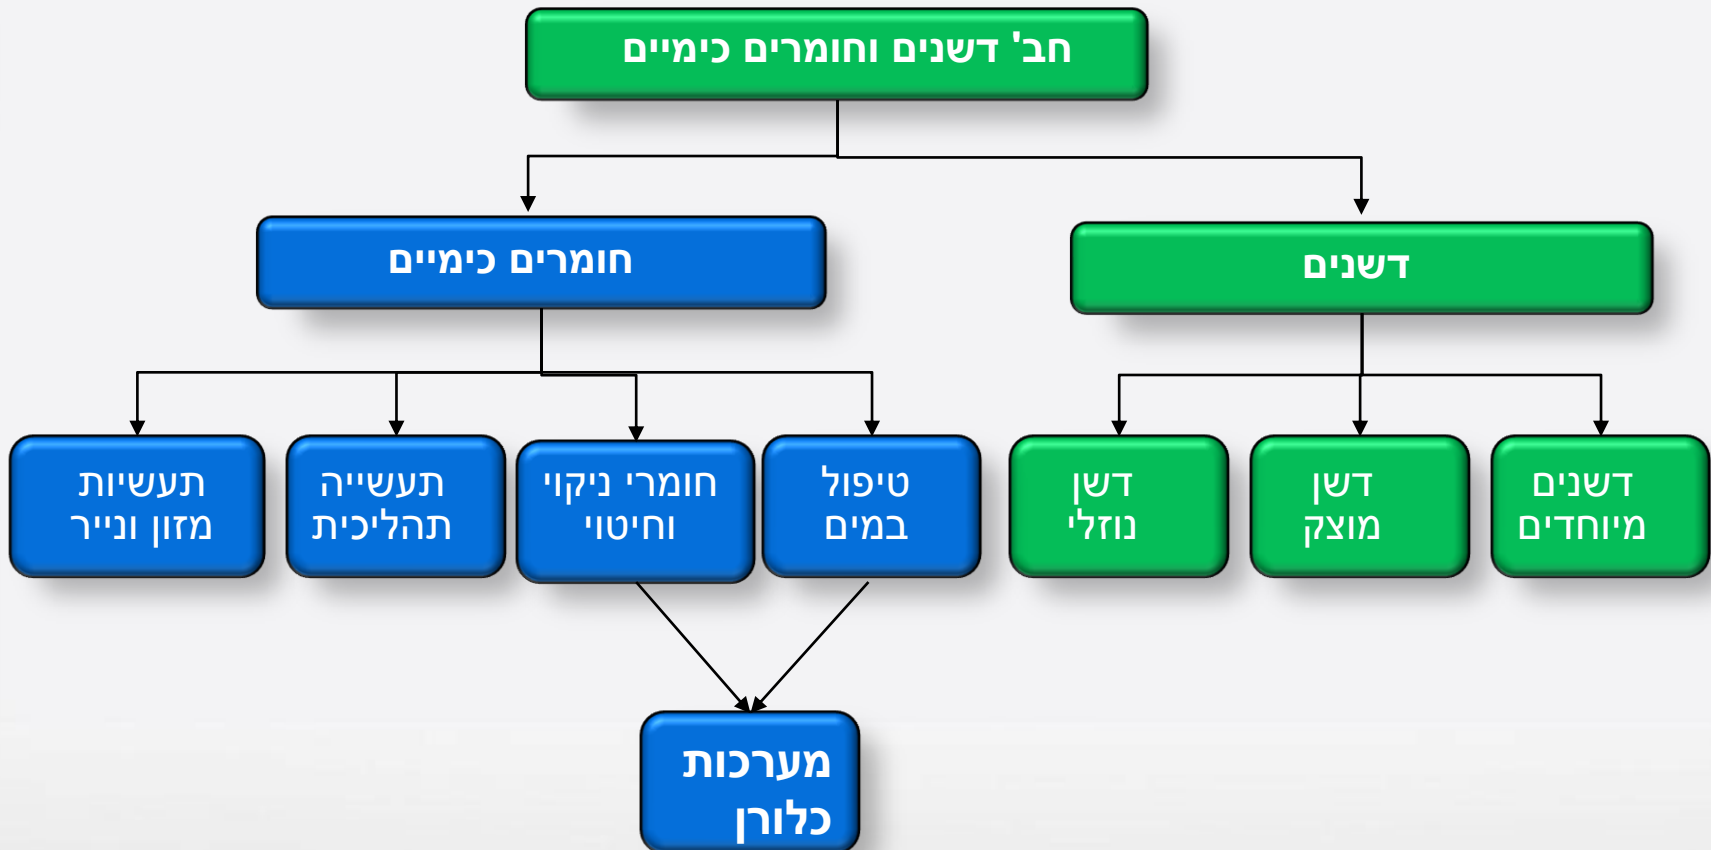 חב' דשנים וחומרים כימיים
דשנים
חומרים כימיים
דשנים
מיוחדים
דשן
מוצק
דשן
נוזלי
טיפול
במים
חומרי ניקוי
וחיטוי
תעשייה
תהליכית
תעשיות
מזון ונייר
מערכות
כלורן